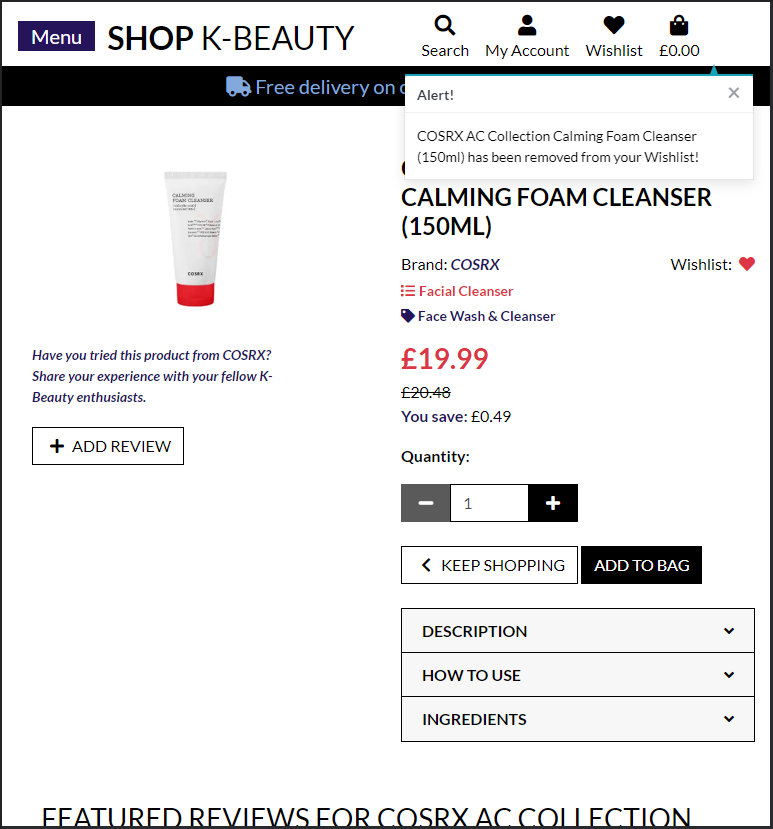 Menu
SHOP K-BEAUTY
Search
My Account
Wishlist
£0.00
Free delivery on
Alert!
×
COSRX AC Collection Calming Foam Cleanser
(150ml) has been removed from your Wishlist!
CALMING FOAM CLEANSER
(150ML)
CALMING
FOAM CLEANSER
COSRX
Brand: COSRX
Wishlist:
Facial Cleanser
Face Wash & Cleanser
£19.99
£20.48
You save: £0.49
Have you tried this product from COSRX?
Share your experience with your fellow K-
Beauty enthusiasts.
ADD REVIEW
Quantity:
1
KEEP SHOPPING
ADD TO BAG
DESCRIPTION
HOW TO USE
INGREDIENTS
FEATURED REVIEWS FOR COSRX AC COLLECTION